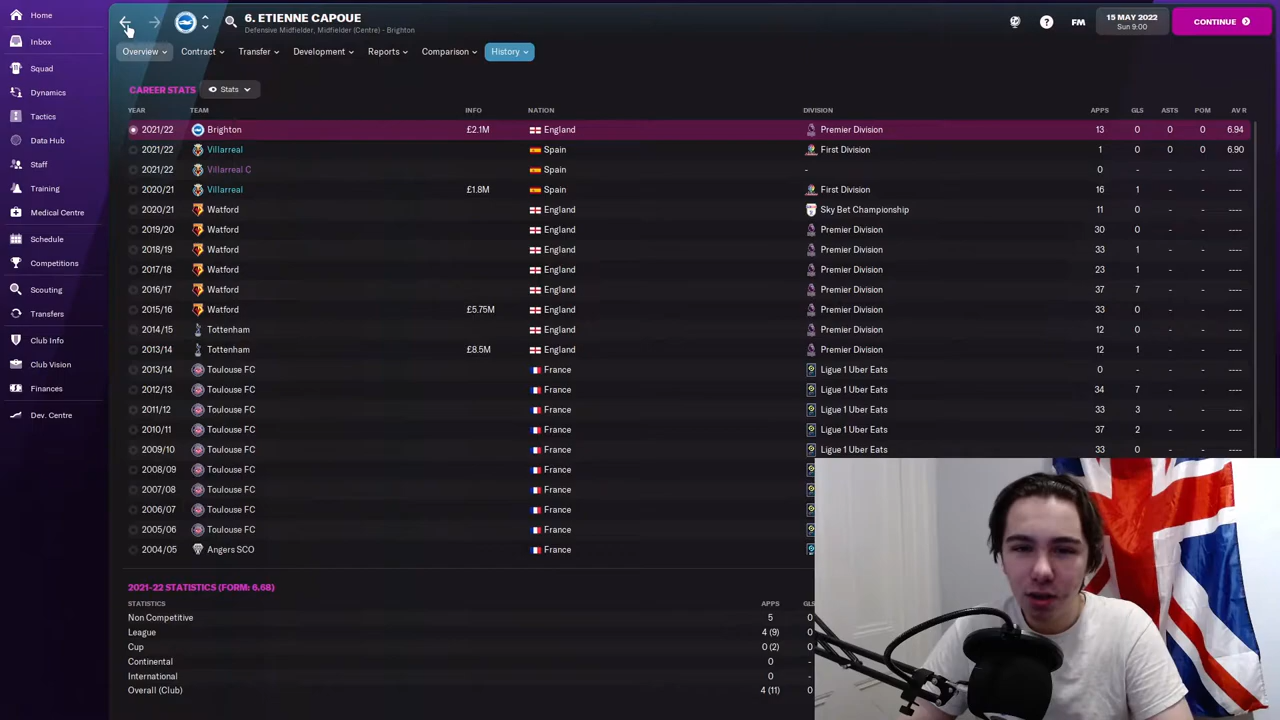 Home
Inbox
Squad
Dynamics
Tactics
Data Hub
Staff
Training
Medical Centre
Schedule
Competitions
Scouting
Transfers
Club Info
Club Vision
Finances
Dev. Centre
6. ETIENNE CAPOUE
Defensive Midfielder, Midfielder (Centre) - Brighton
FM
15 MAY 2022
Sun 9:00
CONTINUE
Overview Contract Transfer Development Reports Comparison History
CAREER STATS Stats
YEAR TEAM INFO NATION DIVISION APPS GLS ASTS POM AV R
2021/22 Brighton £2.1M England Premier Division 13 0 0 0 6.94
2021/22 Villarreal Spain First Division 1 0 0 0 6.90
2021/22 Villarreal C Spain - 0 - - - ----
2020/21 Villarreal £1.8M Spain First Division 16 1 - - ----
2020/21 Watford England Sky Bet Championship 11 0 - - ----
2019/20 Watford England Premier Division 30 0 - - ----
2018/19 Watford England Premier Division 33 1 - - ----
2017/18 Watford England Premier Division 23 1 - - ----
2016/17 Watford England Premier Division 37 7 - - ----
2015/16 Watford £5.75M England Premier Division 33 0 - - ----
2014/15 Tottenham England Premier Division 12 0 - - ----
2013/14 Tottenham £8.5M England Premier Division 12 1 - - ----
2013/14 Toulouse FC France Ligue 1 Uber Eats 0 - - - ----
2012/13 Toulouse FC France Ligue 1 Uber Eats 34 7 - - ----
2011/12 Toulouse FC France Ligue 1 Uber Eats 33 3 - - ----
2010/11 Toulouse FC France Ligue 1 Uber Eats 37 2 - - ----
2009/10 Toulouse FC France Ligue 1 Uber Eats 33 0 - - ----
2008/09 Toulouse FC France
2007/08 Toulouse FC France
2006/07 Toulouse FC France
2005/06 Toulouse FC France
2004/05 Angers SCO France
2021-22 STATISTICS (FORM: 6.68)
STATISTICS APPS GLS
Non Competitive 5 0
League 4 (9) 0
Cup 0 (2) 0
Continental 0
International 0
Overall (Club) 4 (11) 0